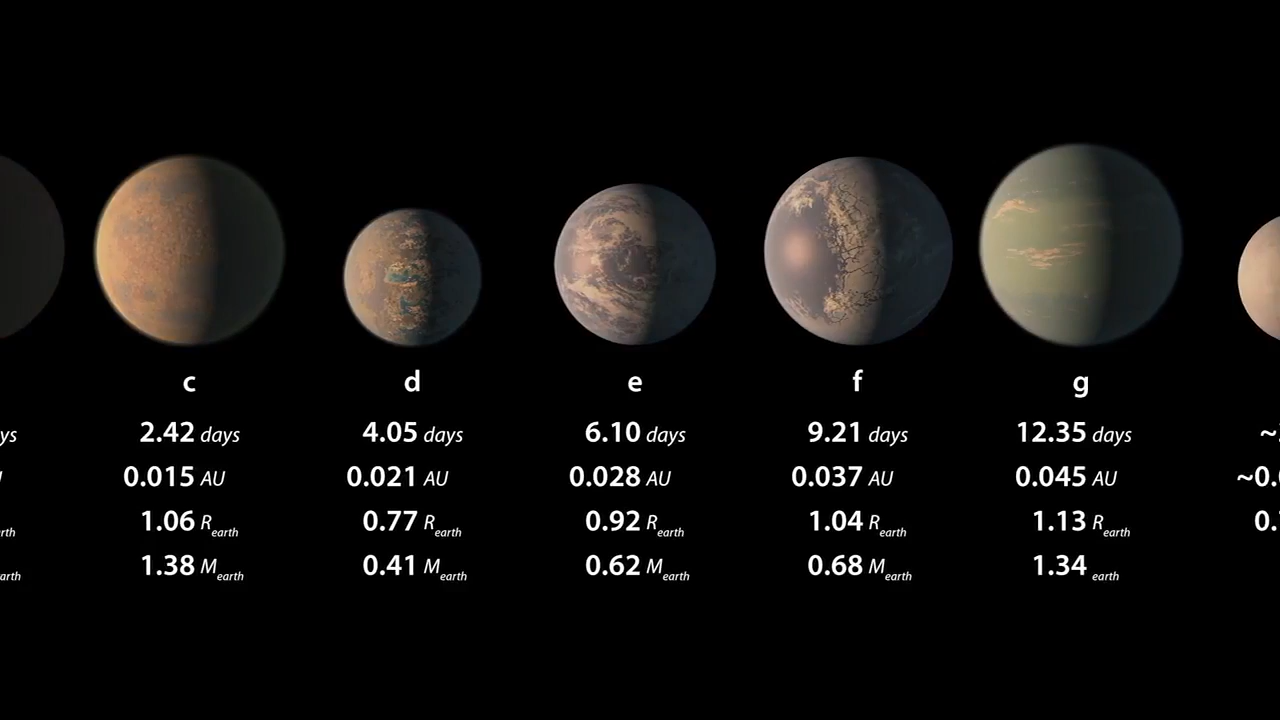 c d e f g
ys 2.42 days 4.05 days 6.10 days 9.21 days 12.35 days
0.015 AU 0.021 AU 0.028 AU 0.037 AU 0.045 AU ~0.
1.06 Rearth 0.77 Rearth 0.92 Rearth 1.04 Rearth 1.13 Rearth 0.
1.38 Mearth 0.41 Mearth 0.62 Mearth 0.68 Mearth 1.34 earth